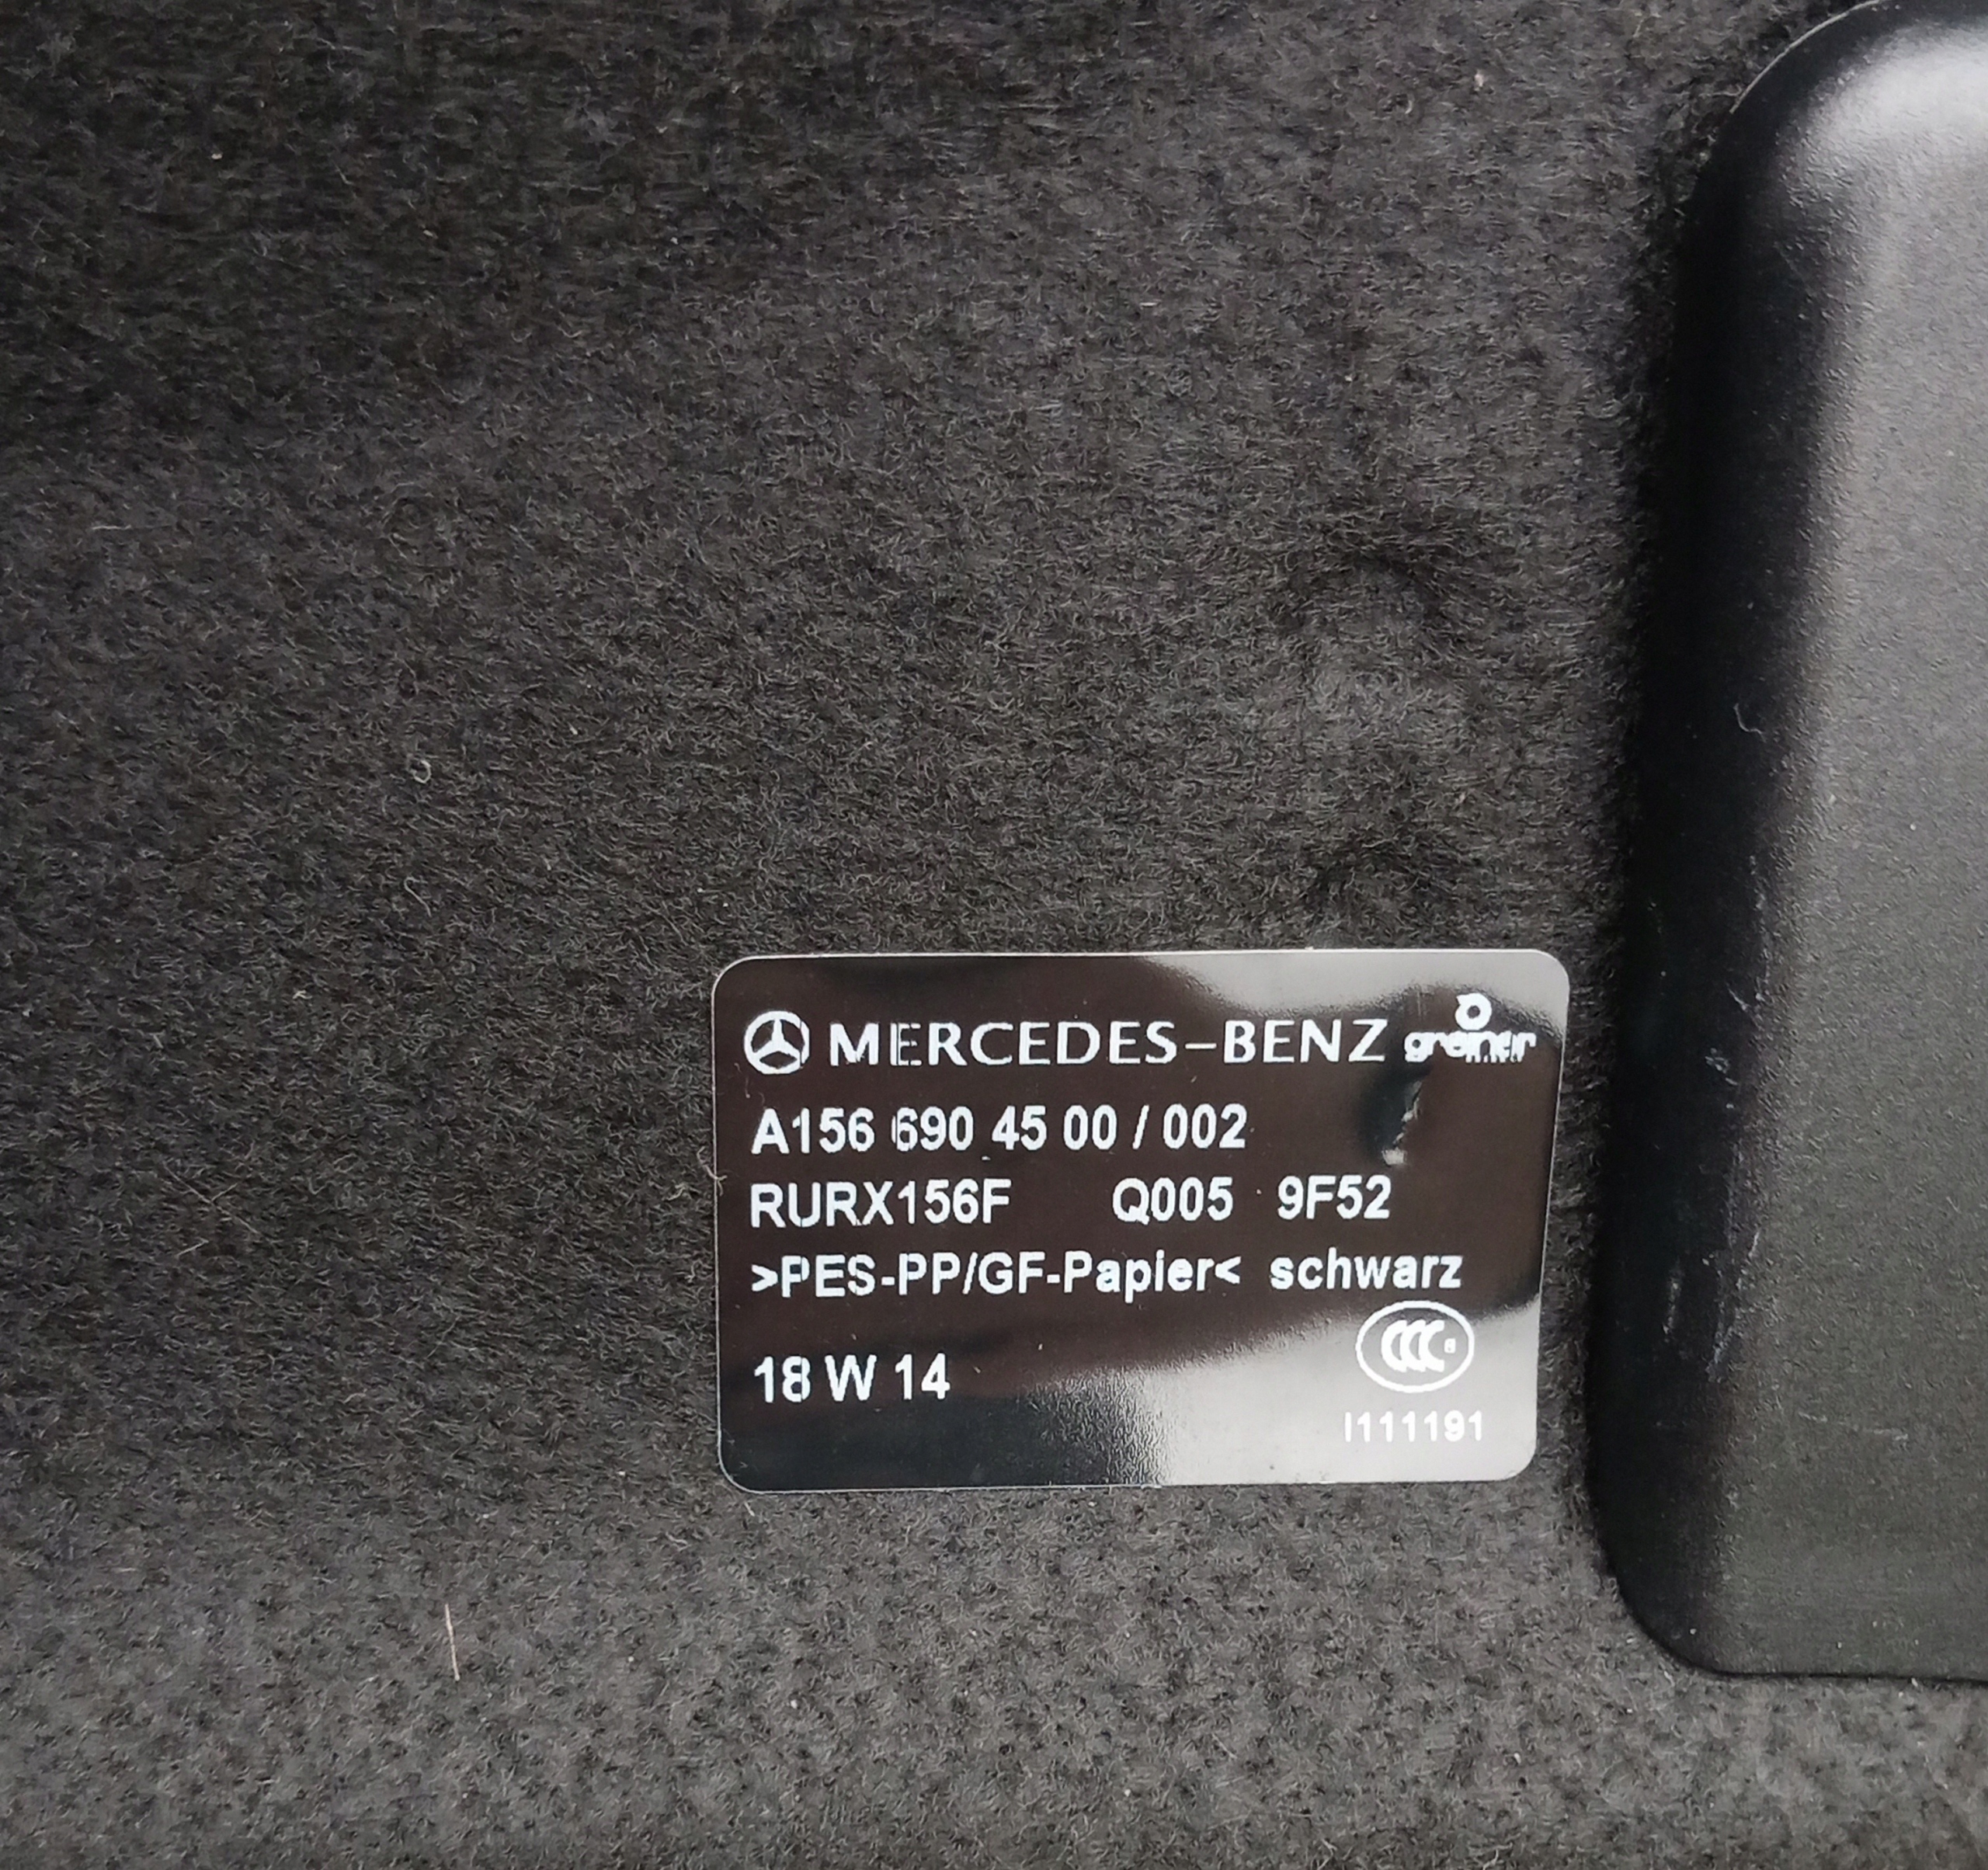 MERCEDES-BENZ greiner
A156 690 45 00 / 002
RURX156F Q005 9F52
>PES-PP/GF-Papier< schwarz
18 W 14
CCC
I111191